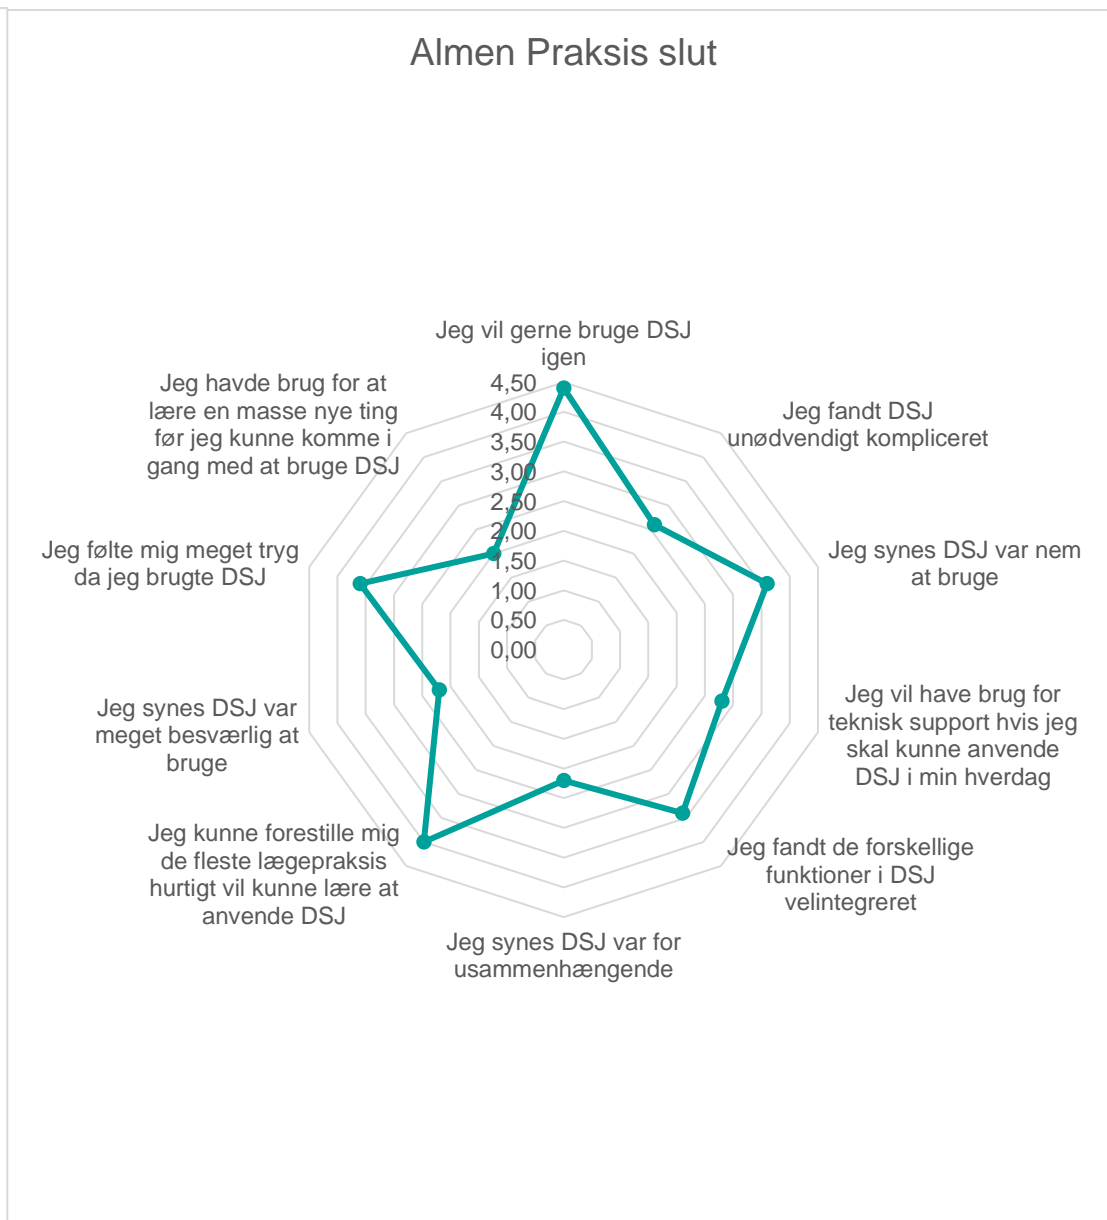 Almen Praksis slut
Jeg vil gerne bruge DSJ
igen
Jeg fandt DSJ
unødvendigt kompliceret
Jeg synes DSJ var nem
at bruge
Jeg vil have brug for
teknisk support hvis jeg
skal kunne anvende
DSJ i min hverdag
Jeg fandt de forskellige
funktioner i DSJ
velintegreret
Jeg synes DSJ var for
usammenhængende
Jeg kunne forestille mig
de fleste lægepraksis
hurtigt vil kunne lære at
anvende DSJ
Jeg synes DSJ var
meget besværlig at
bruge
Jeg følte mig meget tryg
da jeg brugte DSJ
Jeg havde brug for at
lære en masse nye ting
før jeg kunne komme i
gang med at bruge DSJ
4,50
4,00
3,50
3,00
2,50
2,00
1,50
1,00
0,50
0,00